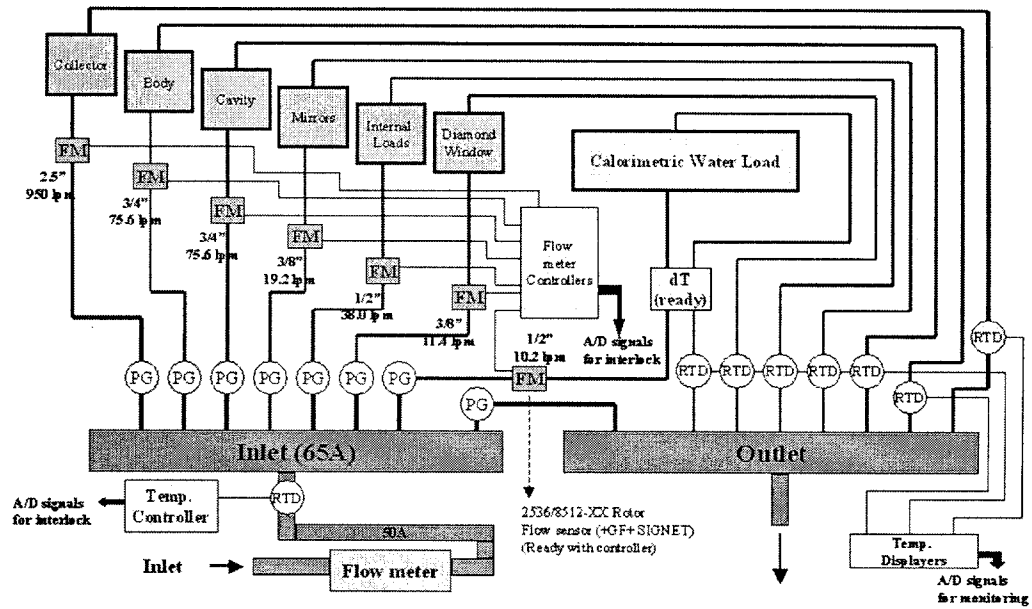 Collector
Body
Cavity
Mirrors
Internal
Loads
Diamond
Window
Calorimetric Water Load
FM
2.5"
950 lpm
FM
3/4"
75.6 lpm
FM
3/4"
75.6 lpm
FM
3/8"
19.2 lpm
FM
1/2"
38.0 lpm
FM
3/8"
11.4 lpm
Flow
meter
Controllers
dT
(ready)
A/D signals
for interlock
1/2"
10.2 lpm
FM
PG
PG
PG
PG
PG
PG
PG
PG
RTD
RTD
RTD
RTD
RTD
RTD
RTD
Inlet (65A)
Outlet
A/D signals
for interlock
Temp.
Controller
RTD
50A
Inlet
Flow meter
2536/8512-XX Rotor
Flow sensor (+GF+ SIGNET)
(Ready with controller)
Temp.
Displayers
A/D signals
for monitoring